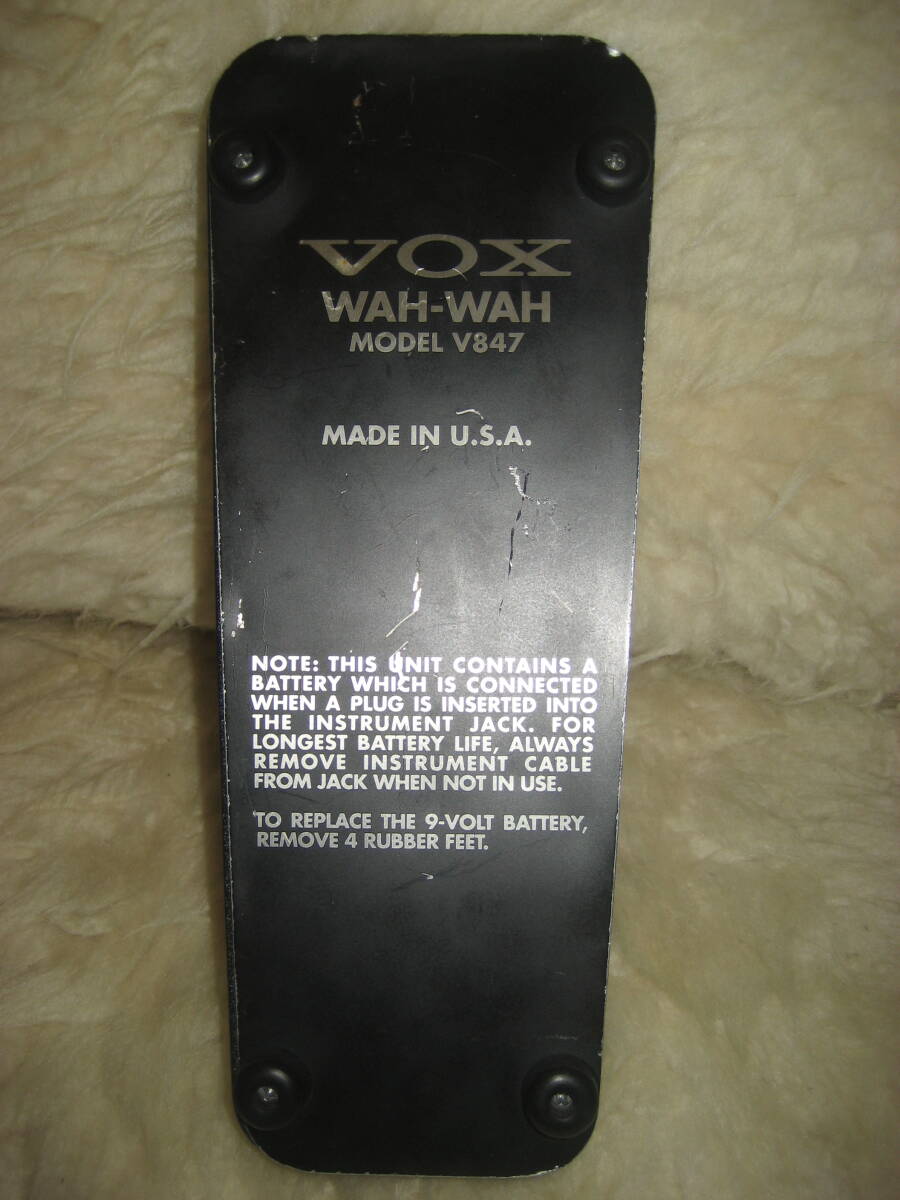 VOX
WAH-WAH
MODEL V847
MADE IN U.S.A.
NOTE: THIS UNIT CONTAINS A
BATTERY WHICH IS CONNECTED
WHEN A PLUG IS INSERTED INTO
THE INSTRUMENT JACK. FOR
LONGEST BATTERY LIFE, ALWAYS
REMOVE INSTRUMENT CABLE
FROM JACK WHEN NOT IN USE.
TO REPLACE THE 9-VOLT BATTERY,
REMOVE 4 RUBBER FEET.